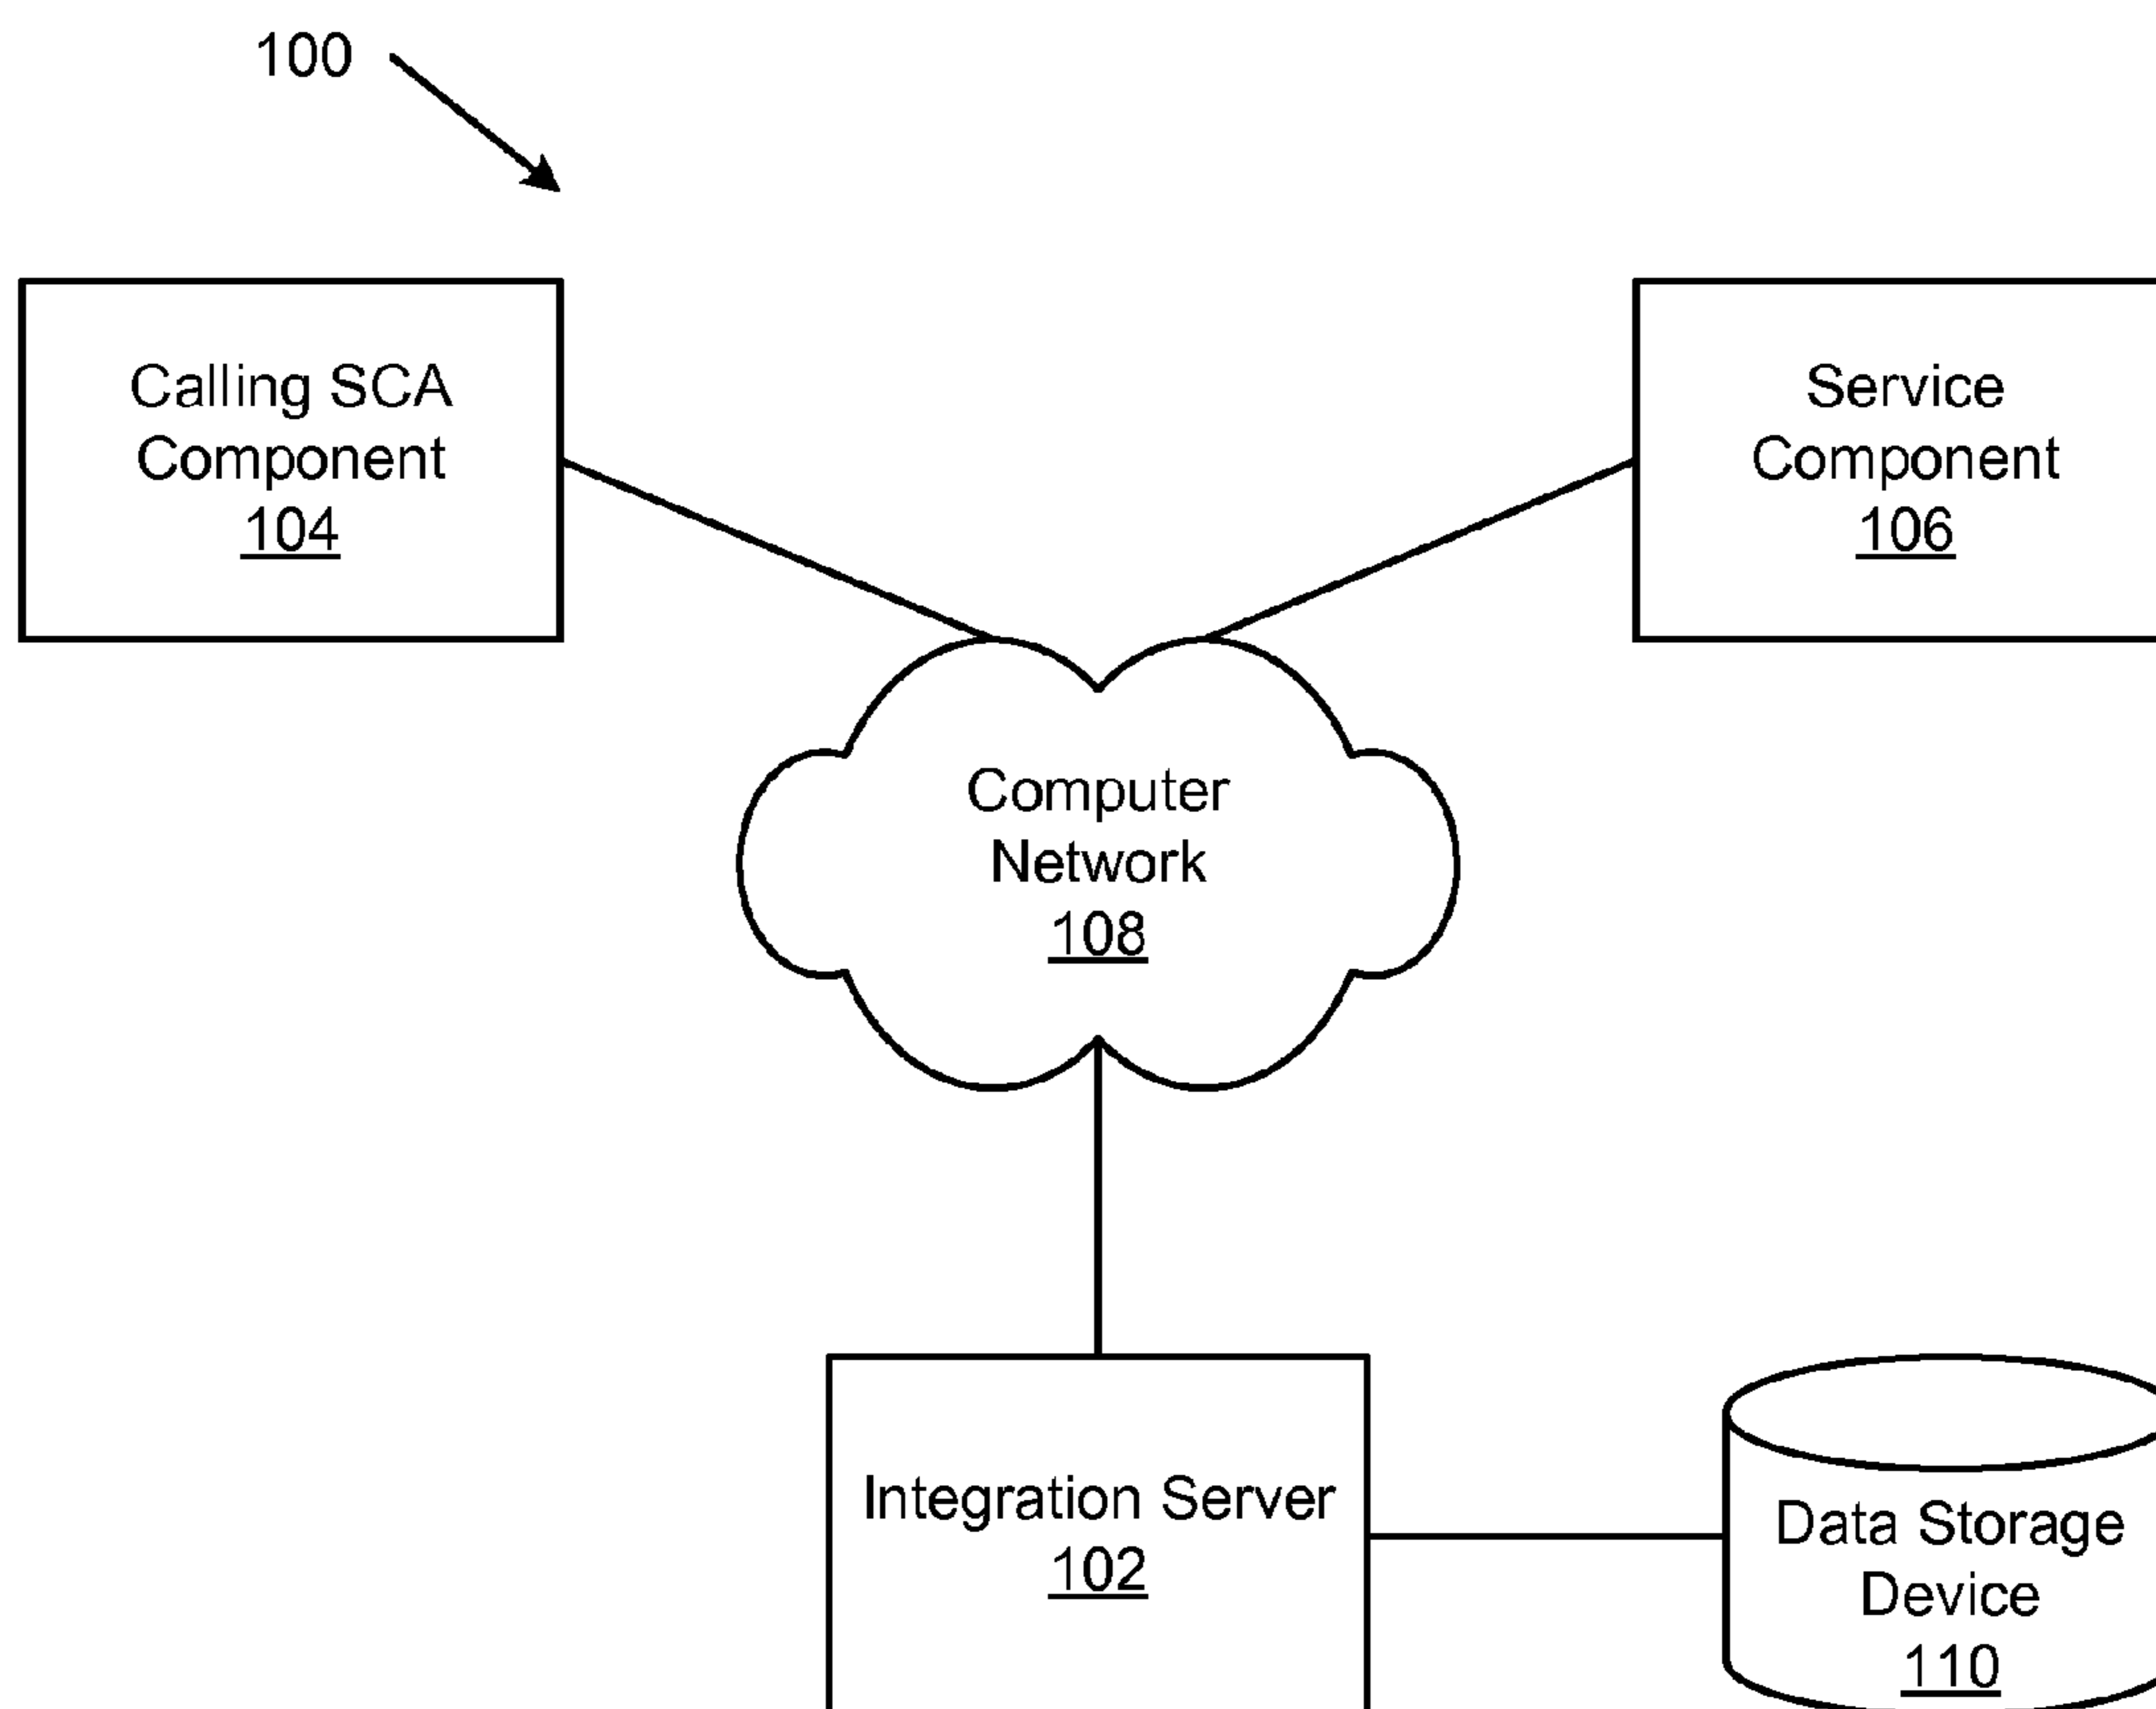 100
Calling SCA
Component
104
Service
Component
106
Computer
Network
108
Integration Server
102
Data Storage
Device
110